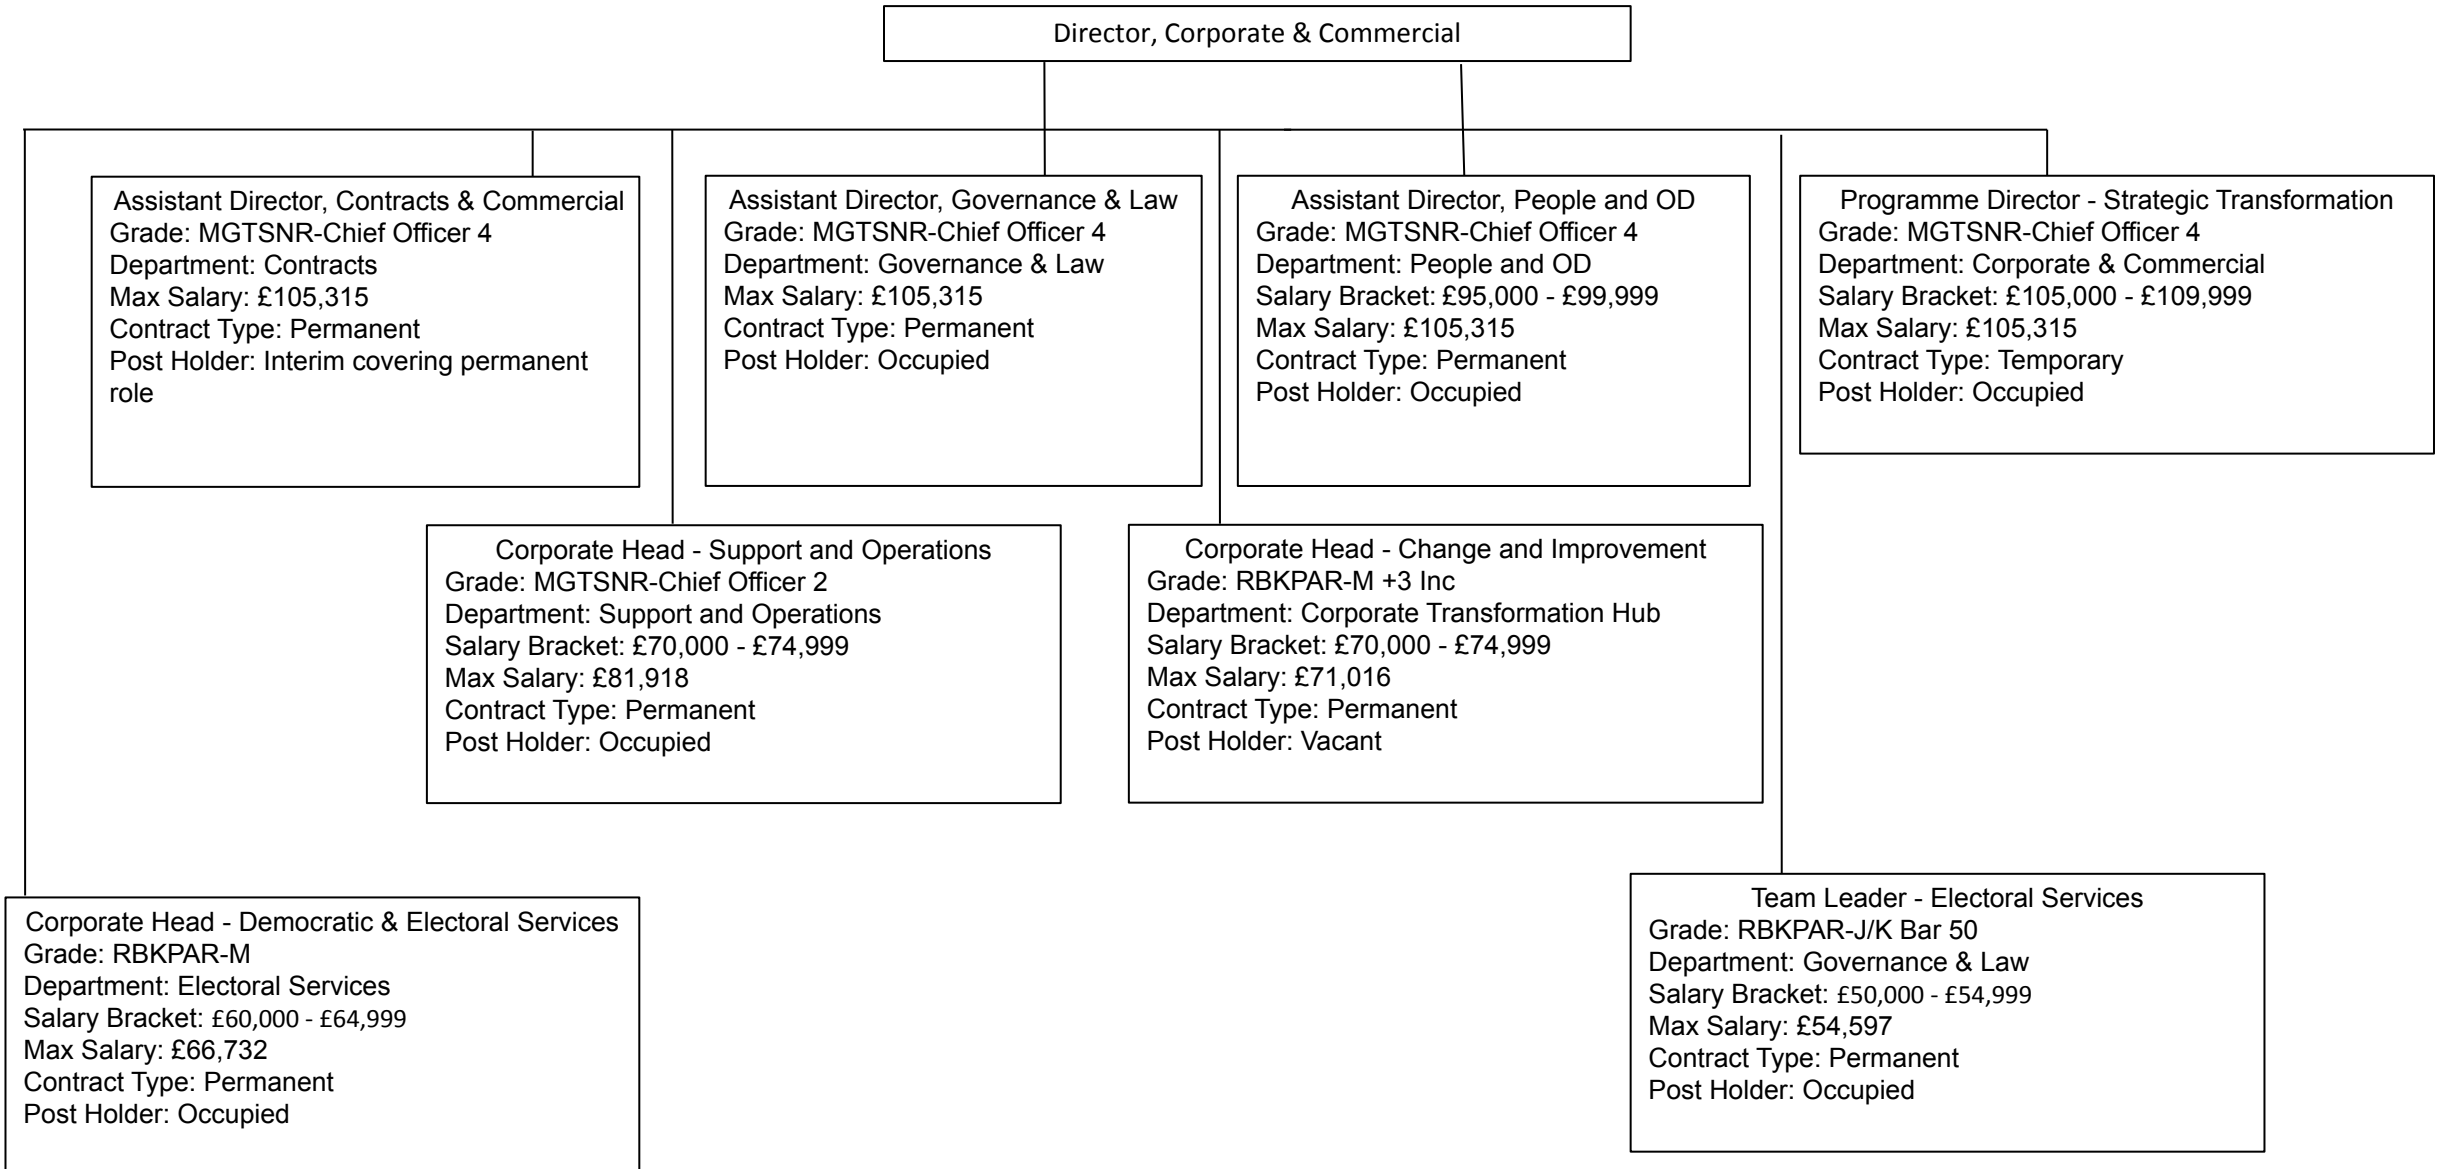 Director, Corporate & Commercial
Assistant Director, Contracts & Commercial
Grade: MGTSNR-Chief Officer 4
Department: Contracts
Max Salary: £105,315
Contract Type: Permanent
Post Holder: Interim covering permanent
role
Assistant Director, Governance & Law
Grade: MGTSNR-Chief Officer 4
Department: Governance & Law
Max Salary: £105,315
Contract Type: Permanent
Post Holder: Occupied
Assistant Director, People and OD
Grade: MGTSNR-Chief Officer 4
Department: People and OD
Salary Bracket: £95,000 - £99,999
Max Salary: £105,315
Contract Type: Permanent
Post Holder: Occupied
Programme Director - Strategic Transformation
Grade: MGTSNR-Chief Officer 4
Department: Corporate & Commercial
Salary Bracket: £105,000 - £109,999
Max Salary: £105,315
Contract Type: Temporary
Post Holder: Occupied
Corporate Head - Support and Operations
Grade: MGTSNR-Chief Officer 2
Department: Support and Operations
Salary Bracket: £70,000 - £74,999
Max Salary: £81,918
Contract Type: Permanent
Post Holder: Occupied
Corporate Head - Change and Improvement
Grade: RBKPAR-M +3 Inc
Department: Corporate Transformation Hub
Salary Bracket: £70,000 - £74,999
Max Salary: £71,016
Contract Type: Permanent
Post Holder: Vacant
Corporate Head - Democratic & Electoral Services
Grade: RBKPAR-M
Department: Electoral Services
Salary Bracket: £60,000 - £64,999
Max Salary: £66,732
Contract Type: Permanent
Post Holder: Occupied
Team Leader - Electoral Services
Grade: RBKPAR-J/K Bar 50
Department: Governance & Law
Salary Bracket: £50,000 - £54,999
Max Salary: £54,597
Contract Type: Permanent
Post Holder: Occupied